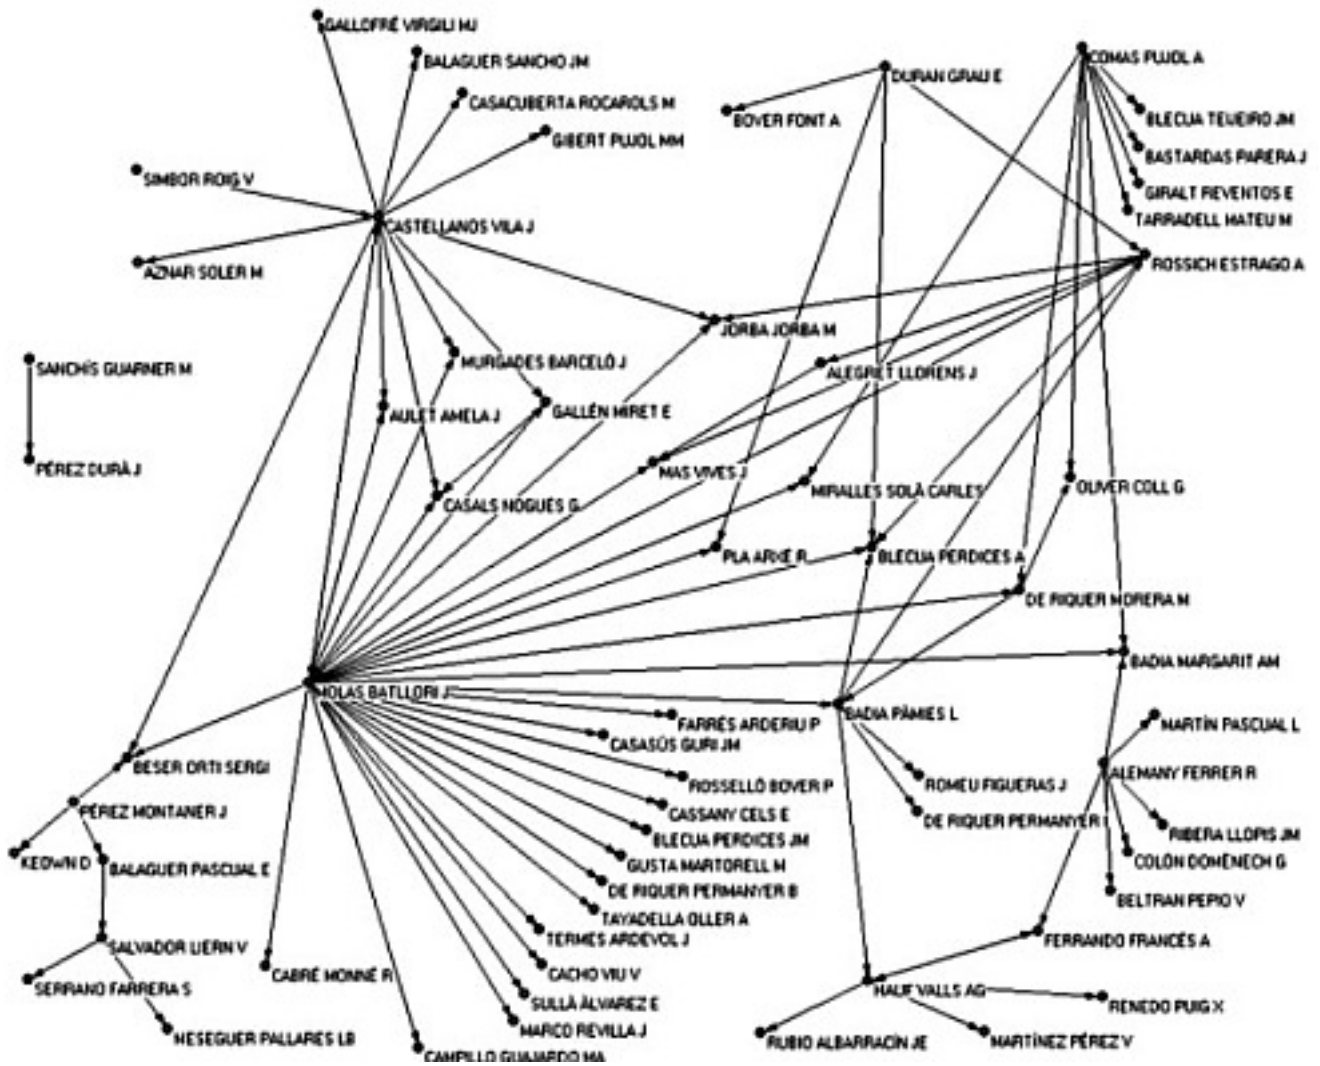 GALLOFRÉ VIRGILI MJ
BALAGUER SANCHO JM
COMAS PUJOL A
DURAN GRAU E
CASACUBERTA ROCAROLS M
BOVER FONT A
BLECUA TEIJEIRO JM
GIBERT PUJOL MM
BASTARDAS PARERA J
SIMBOR ROIG V
GIRALT REVENTOS E
TARRADELL MATEU M
CASTELLANOS VILA J
AZNAR SOLER M
ROSSICH ESTRAGO A
JORBA JORBA M
SANCHÍS GUARNER M
MURGADES BARCELÓ J
ALEGRET LLORENS J
AULET AMELA J
GALLÉN MIRET E
PÉREZ DURÀ J
MAS VIVES J
MIRALLES SOLÀ CARLES
OLIVER COLL G
CASALS NOGUÉS G
PLA ARXÉ R
BLECUA PERDICES A
DE RIQUER MORERA M
BADIA MARGARIT AM
MOLAS BATLLORI J
BADIA PÀMIES L
FARRÉS ARDERIU P
MARTÍN PASCUAL L
CASASÚS GURI JM
BESER ORTI SERGI
ROSSELLÓ BOVER P
ROMEU FIGUERAS J
ALEMANY FERRER R
PÉREZ MONTANER J
CASSANY CELS E
DE RIQUER PERMANYER I
BLECUA PERDICES JM
RIBERA LLOPIS JM
KEOWN D
BALAGUER PASCUAL E
GUSTA MARTORELL M
COLÓN DOMÈNECH G
DE RIQUER PERMANYER B
BELTRAN PEPIO V
TAYADELLA OLLER A
TERMES ARDEVOL J
SALVADOR LIERN V
FERRANDO FRANCÉS A
CABRÉ MONNÉ R
CACHO VIU V
SERRANO FARRERA S
SULLÀ ÀLVAREZ E
HAUF VALLS AG
RENEDO PUIG X
MARCO REVILLA J
MESEGUER PALLARES LB
RUBIO ALBARRACÍN JE
MARTÍNEZ PÉREZ V
CAMPILLO GUAJARDO MA